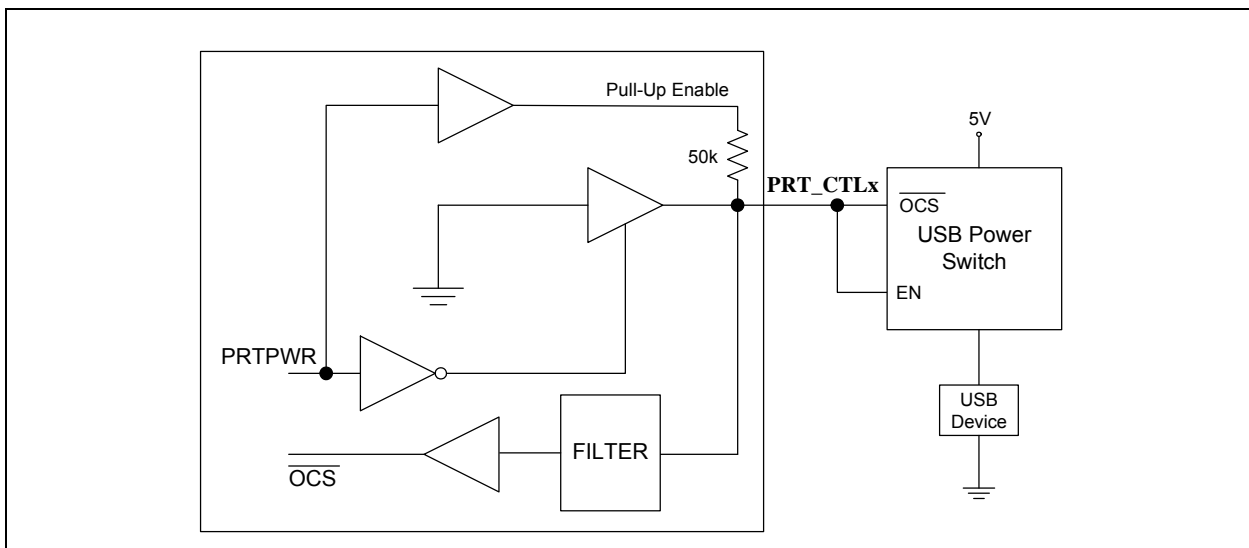 Pull-Up Enable
5V
50k
PRT_CTLx
OCS
USB Power
Switch
EN
PRTPWR
USB
Device
FILTER
OCS